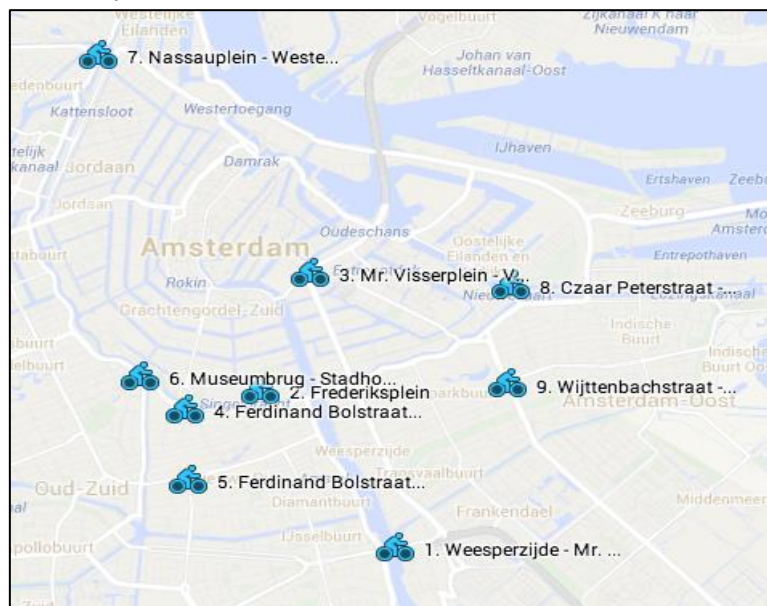 Westelijke
Eilanden
Vogelbuurt
Zijkanaal K naar
Nieuwendam
7. Nassauplein - Weste...
Johan van
Hasseltkanaal-Oost
Kattensloot
Westertoegang
IJhaven
Damrak
Jordaan
Ertshaven
Zeeburg
Jordaan
Oudeschans
Amsterdam
Oostelijke
Eilanden en
Entrepothaven
3. Mr. Visserplein - V...
Rokin
8. Czaar Peterstraat -...
Grachtengordel-Zuid
Indische
Buurt
Indische
6. Museumbrug - Stadho...
2. Frederiksplein
9. Wijttenbachstraat -...
Amsterdam-Oost
4. Ferdinand Bolstraat...
Weesperzijde
Transvaalbuurt
5. Ferdinand Bolstraat...
Oud-Zuid
Diamantbuurt
Middenmeer
Frankendael
IJsselbuurt
1. Weesperzijde - Mr. ...